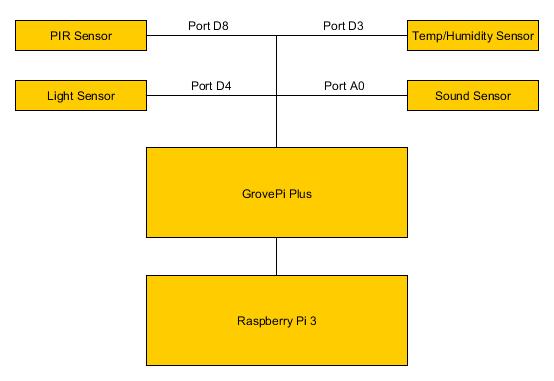 Port D8
Port D3
PIR Sensor
Temp/Humidity Sensor
Port D4
Port A0
Light Sensor
Sound Sensor
GrovePi Plus
Raspberry Pi 3